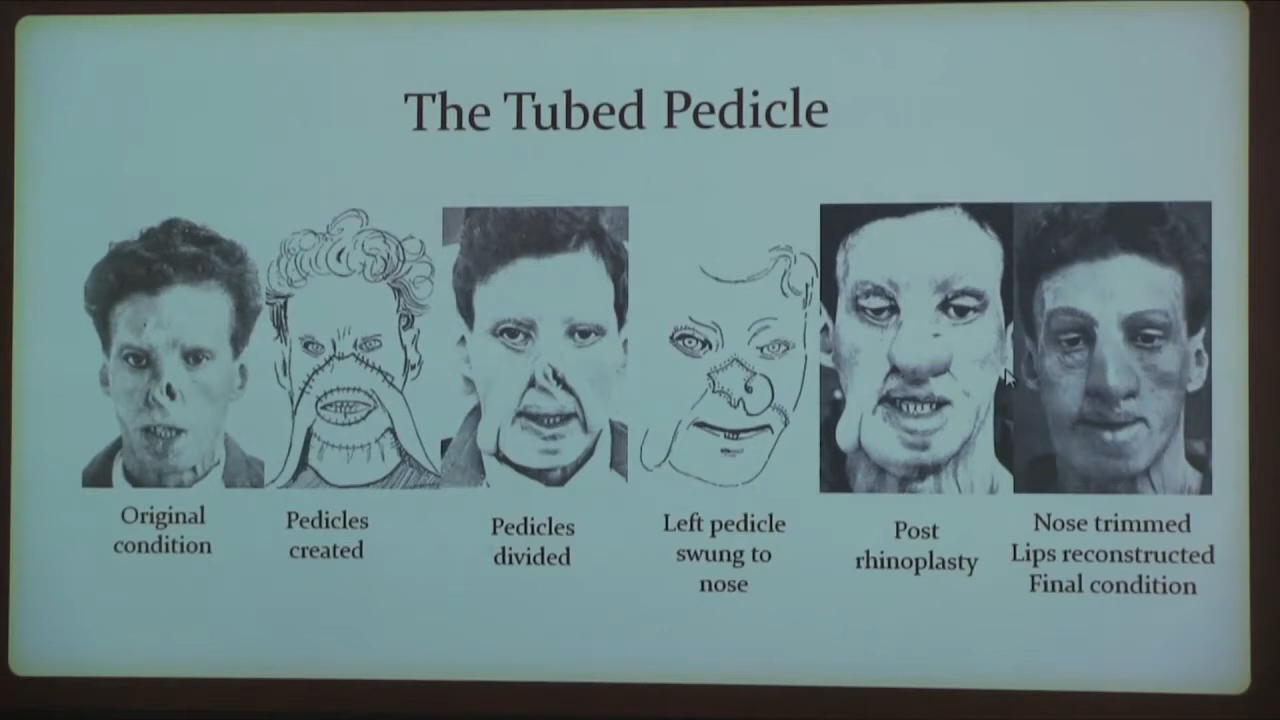 The Tubed Pedicle
Original
condition
Pedicles
created
Pedicles
divided
Left pedicle
swung to
nose
Post
rhinoplasty
Nose trimmed
Lips reconstructed
Final condition